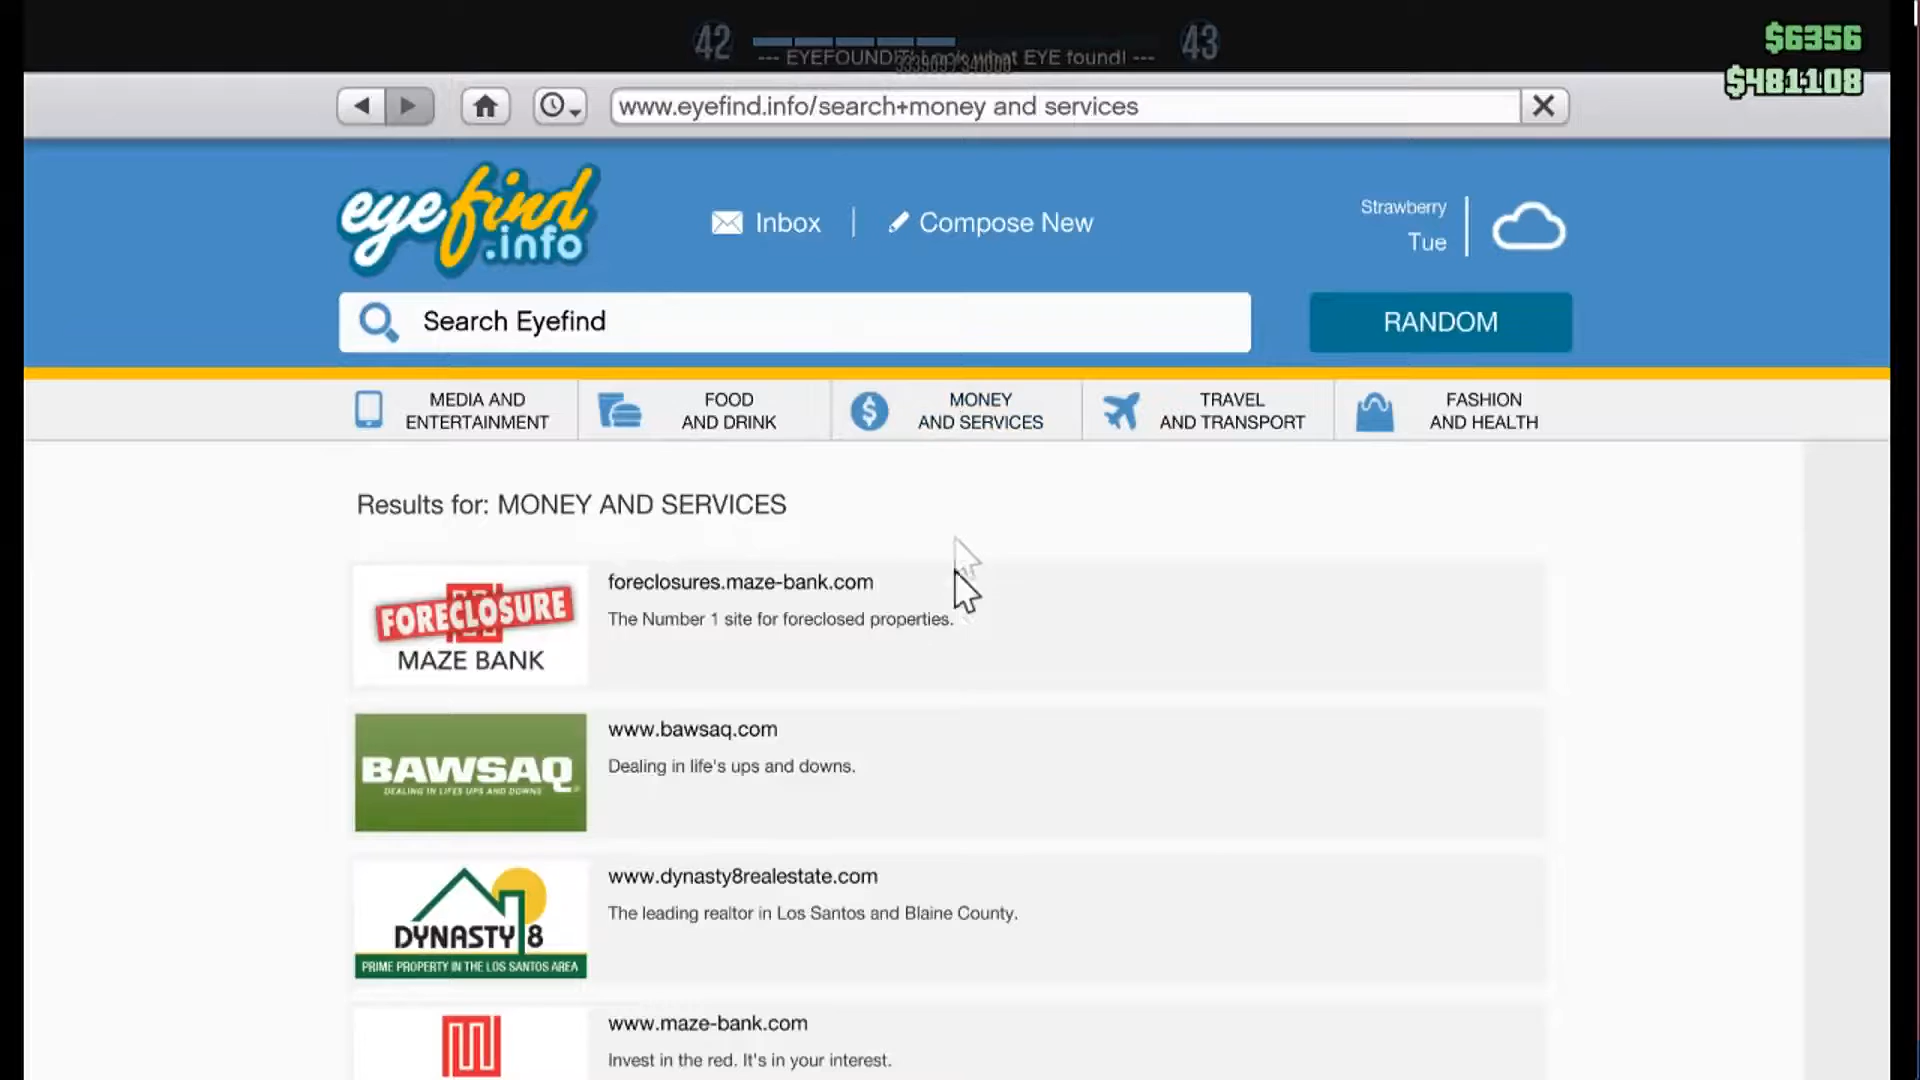 42
43
$6356
--- EYEFOUND IT! Look what EYE found! ---
$481108
www.eyefind.info/search+money and services
eyefind
.info
Inbox
Compose New
Strawberry
Tue
Search Eyefind
RANDOM
MEDIA AND
ENTERTAINMENT
FOOD
AND DRINK
MONEY
AND SERVICES
TRAVEL
AND TRANSPORT
FASHION
AND HEALTH
Results for: MONEY AND SERVICES
FORECLOSURE
MAZE BANK
foreclosures.maze-bank.com
The Number 1 site for foreclosed properties.
BAWSAQ
DEALING IN LIFES UPS AND DOWNS
www.bawsaq.com
Dealing in life's ups and downs.
DYNASTY 8
PRIME PROPERTY IN THE LOS SANTOS AREA
www.dynasty8realestate.com
The leading realtor in Los Santos and Blaine County.
www.maze-bank.com
Invest in the red. It's in your interest.